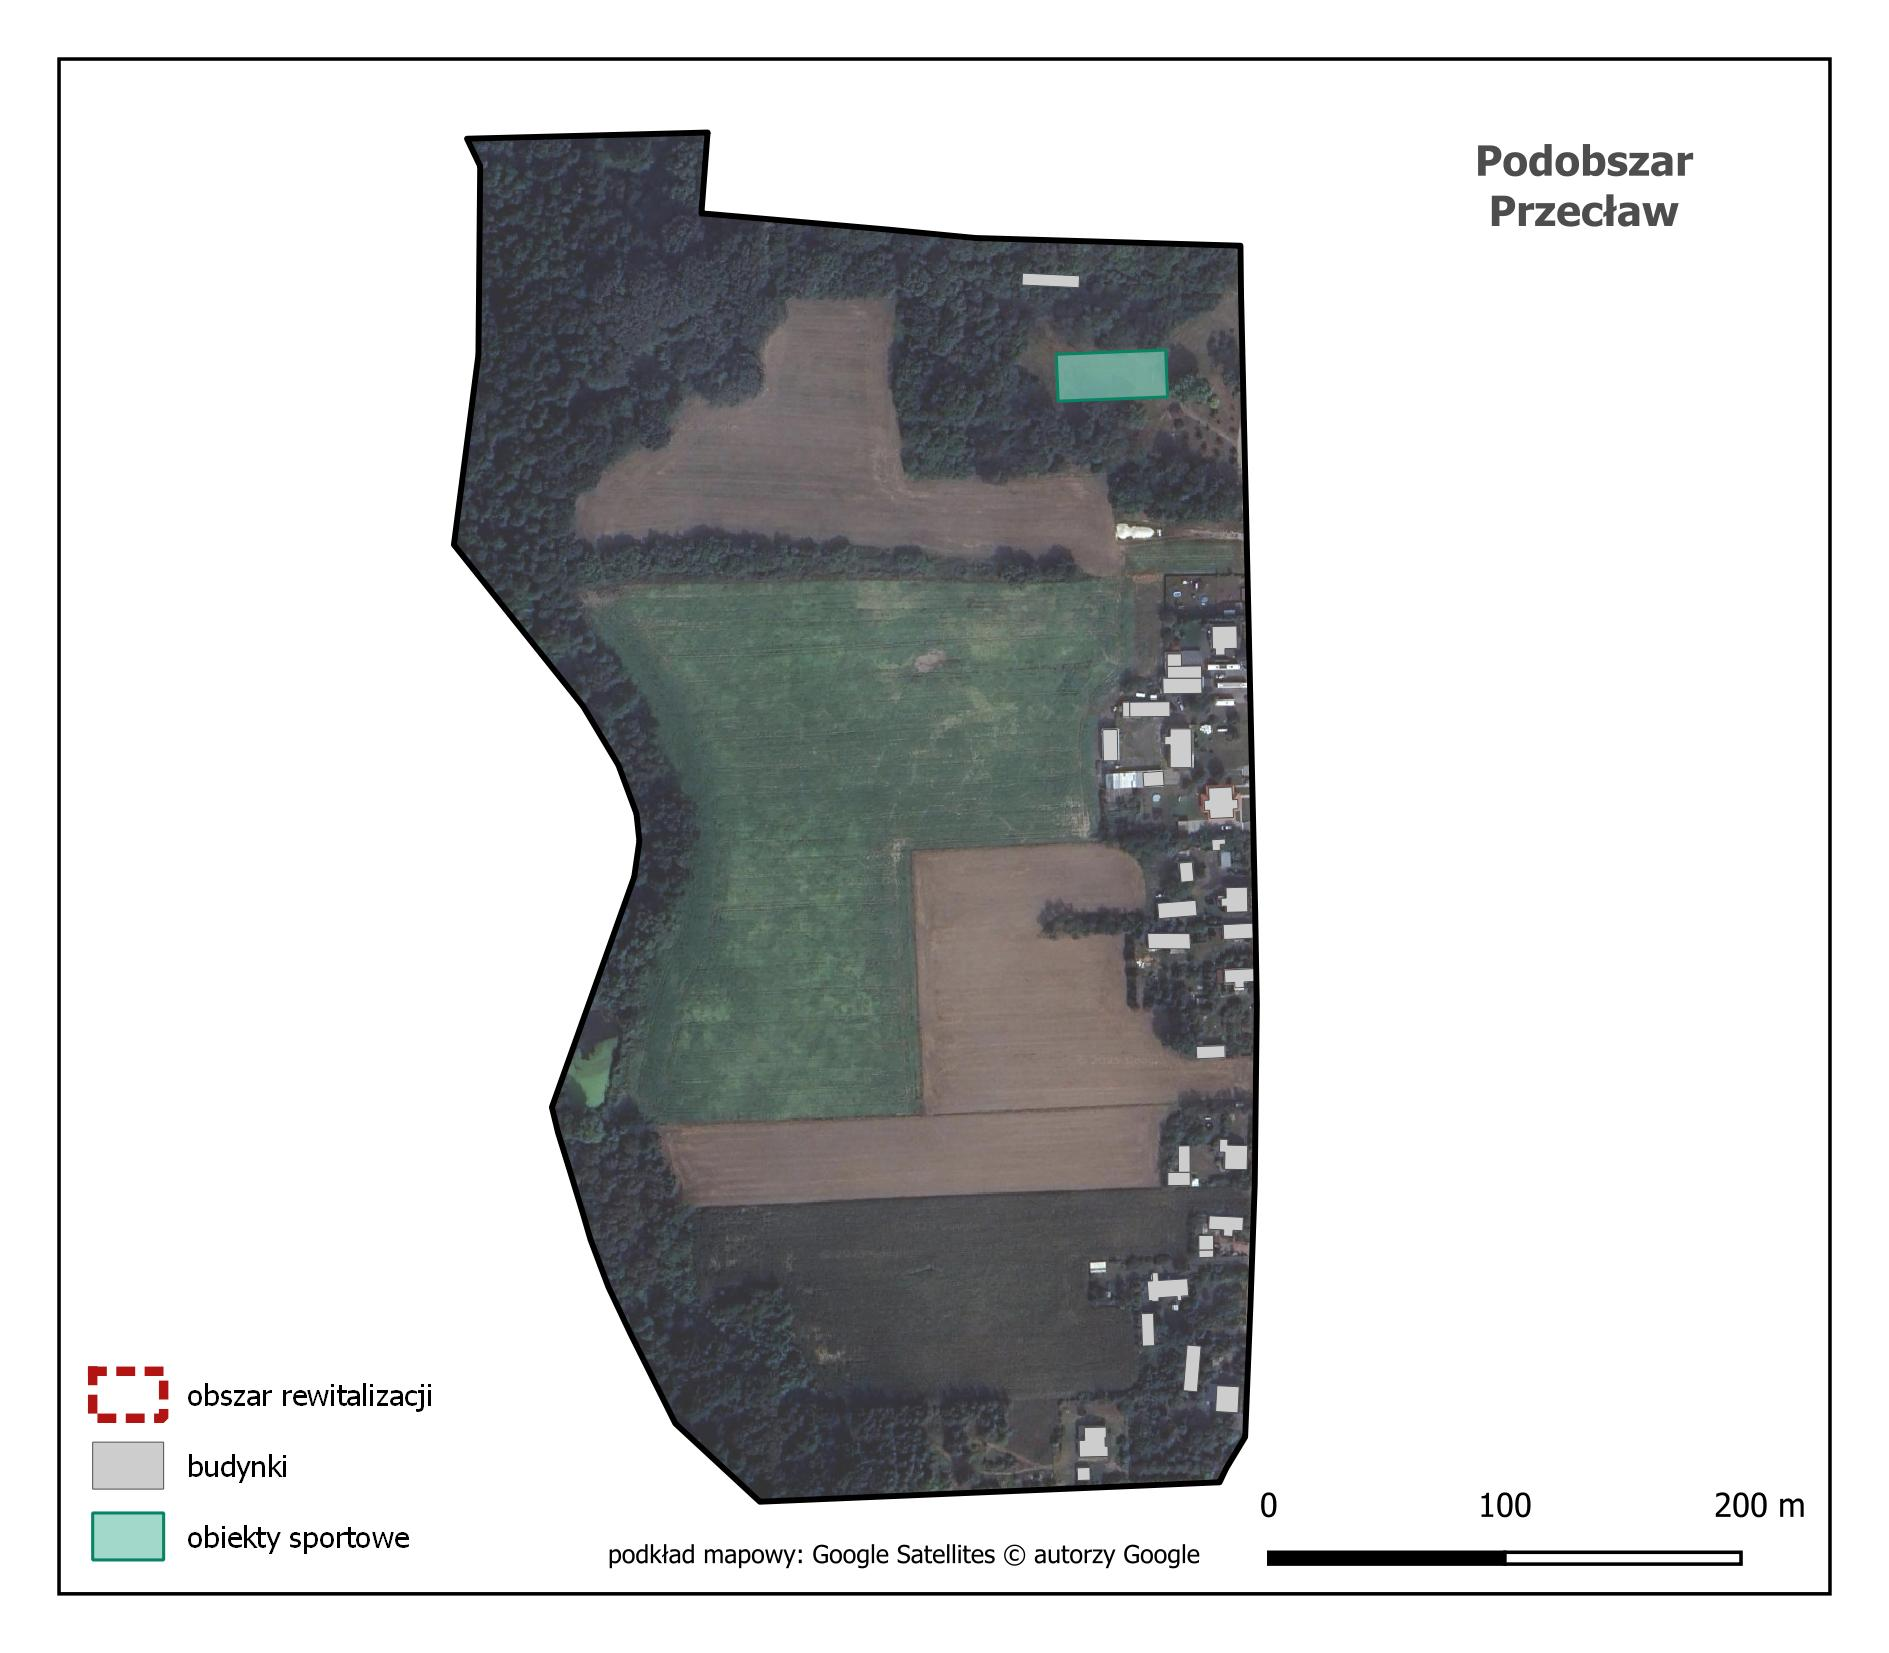 Podobszar
Przecław
obszar rewitalizacji
budynki
obiekty sportowe
0 100 200 m
podkład mapowy: Google Satellites © autorzy Google